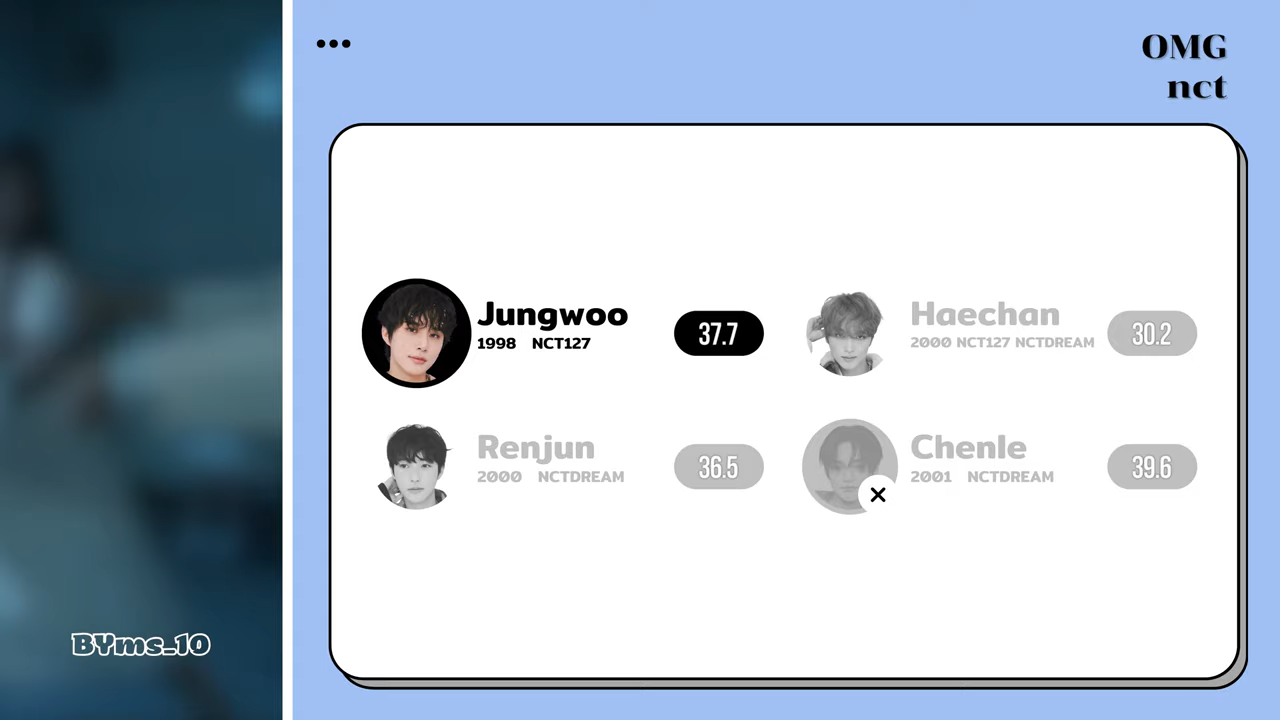 OMG
nct
Jungwoo
1998 NCT127
37.7
Haechan
2000 NCT127 NCTDREAM
30.2
Renjun
2000 NCTDREAM
36.5
Chenle
2001 NCTDREAM
39.6
BYms_10